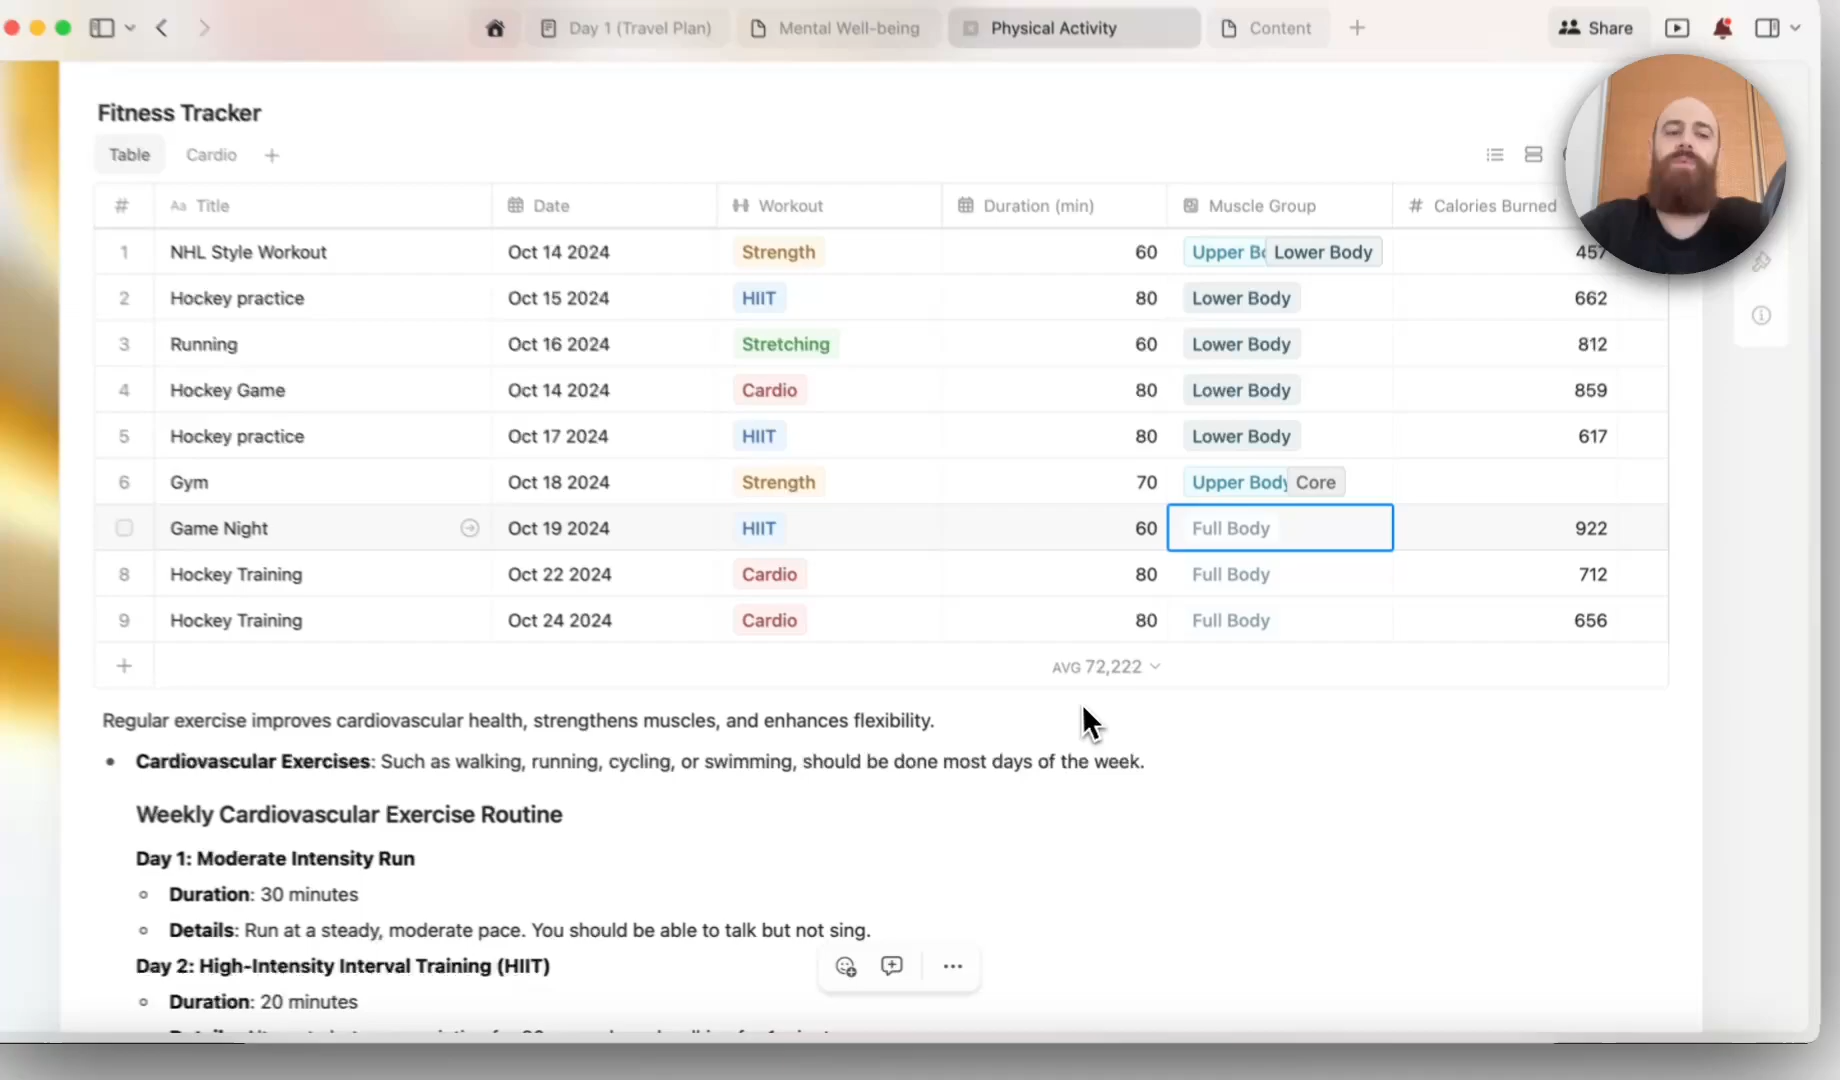 Day 1 (Travel Plan) Mental Well-being Physical Activity Content Share
Fitness Tracker
Table Cardio
# Aa Title Date Workout Duration (min) Muscle Group # Calories Burned
1 NHL Style Workout Oct 14 2024 Strength 60 Upper Bo Lower Body 457
2 Hockey practice Oct 15 2024 HIIT 80 Lower Body 662
3 Running Oct 16 2024 Stretching 60 Lower Body 812
4 Hockey Game Oct 14 2024 Cardio 80 Lower Body 859
5 Hockey practice Oct 17 2024 HIIT 80 Lower Body 617
6 Gym Oct 18 2024 Strength 70 Upper Body Core
Game Night Oct 19 2024 HIIT 60 Full Body 922
8 Hockey Training Oct 22 2024 Cardio 80 Full Body 712
9 Hockey Training Oct 24 2024 Cardio 80 Full Body 656
AVG 72,222
Regular exercise improves cardiovascular health, strengthens muscles, and enhances flexibility.
• Cardiovascular Exercises: Such as walking, running, cycling, or swimming, should be done most days of the week.
Weekly Cardiovascular Exercise Routine
Day 1: Moderate Intensity Run
Duration: 30 minutes
Details: Run at a steady, moderate pace. You should be able to talk but not sing.
Day 2: High-Intensity Interval Training (HIIT)
Duration: 20 minutes